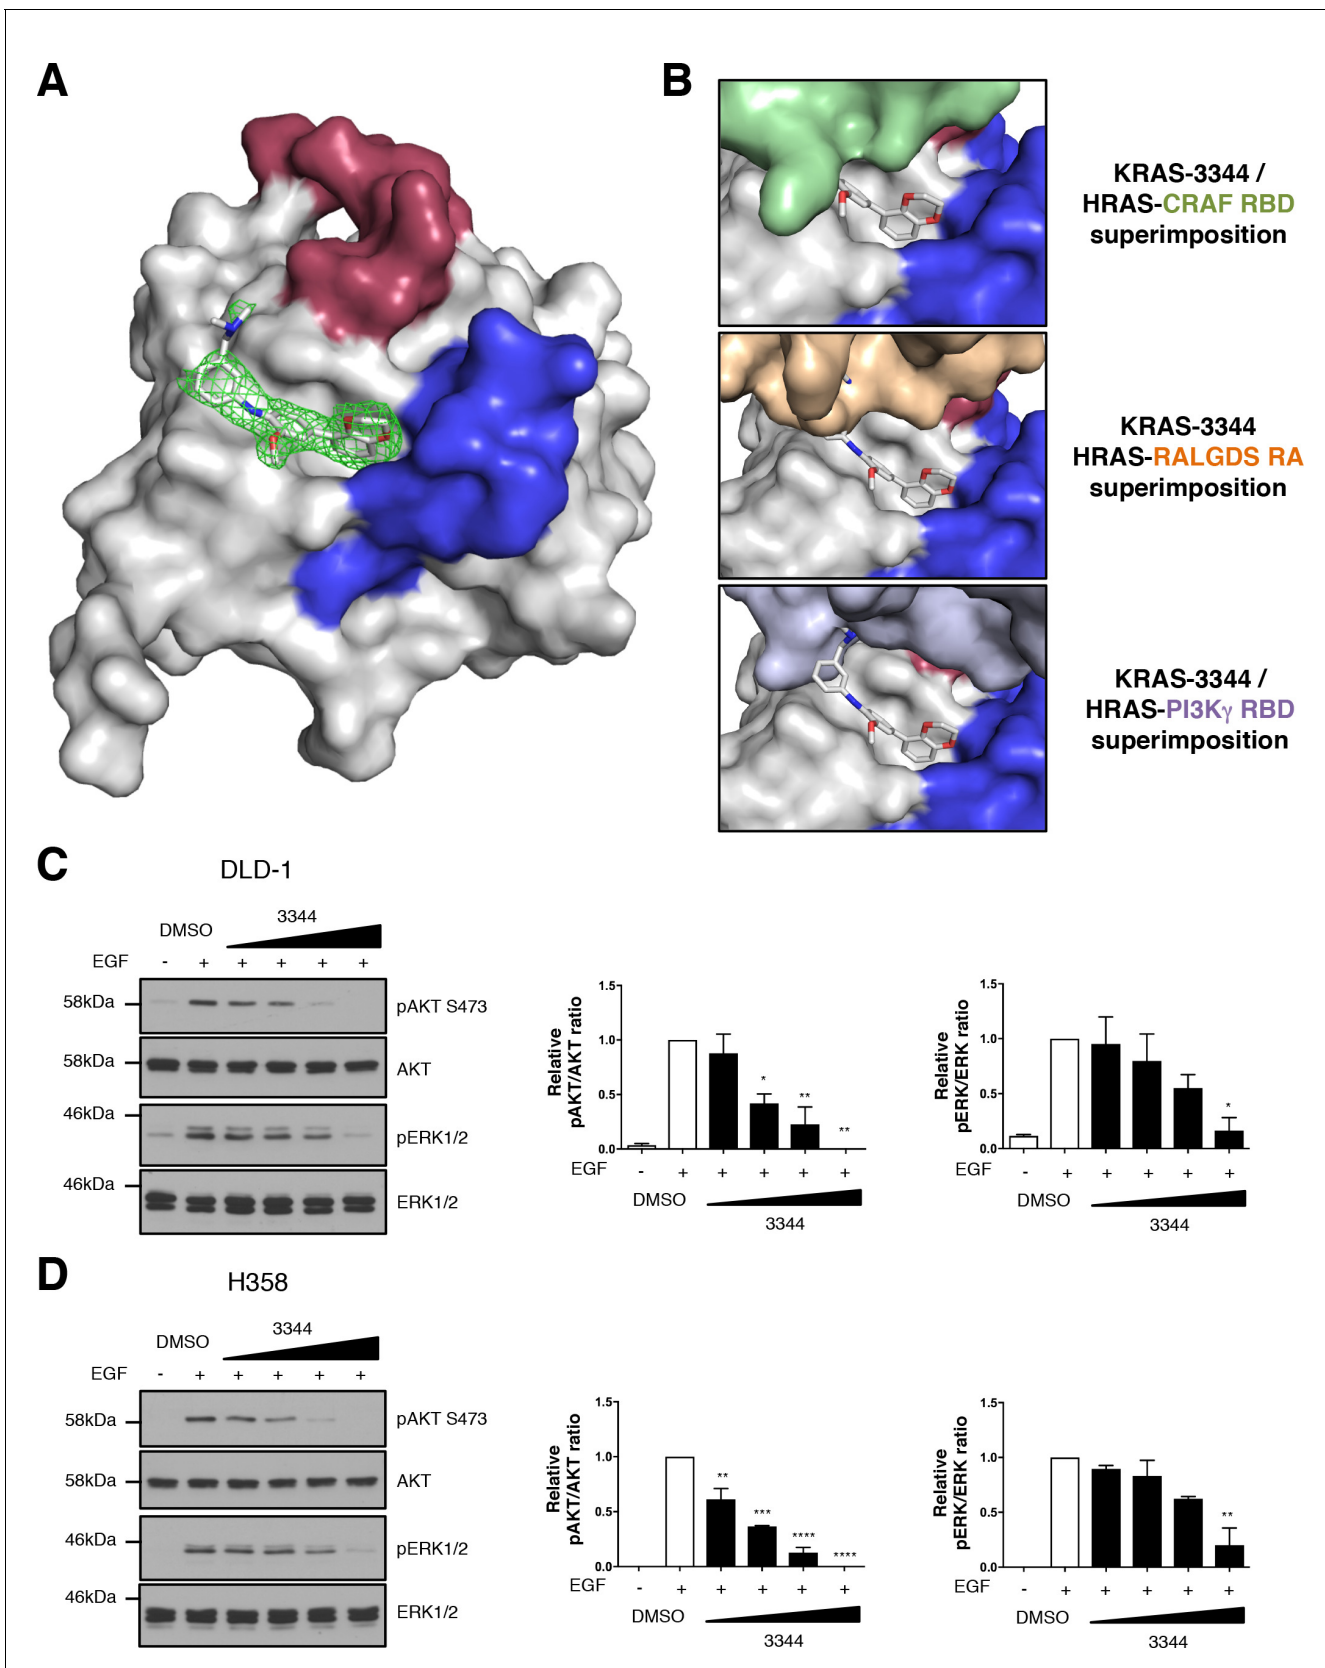 A
B
KRAS-3344 /
HRAS-CRAF RBD
superimposition
KRAS-3344
HRAS-RALGDS RA
superimposition
KRAS-3344 /
HRAS-PI3Kγ RBD
superimposition
C
DLD-1
DMSO
3344
EGF - + + + + +
58kDa
pAKT S473
58kDa
AKT
46kDa
pERK1/2
46kDa
ERK1/2
Relative
pAKT/AKT ratio
1.5
1.0
0.5
0.0
*
**
**
EGF - + + + + +
DMSO
3344
Relative
pERK/ERK ratio
1.5
1.0
0.5
0.0
*
EGF - + + + + +
DMSO
3344
D
H358
DMSO
3344
EGF - + + + + +
58kDa
pAKT S473
58kDa
AKT
46kDa
pERK1/2
46kDa
ERK1/2
Relative
pAKT/AKT ratio
1.5
1.0
0.5
0.0
**
***
****
****
EGF - + + + + +
DMSO
3344
Relative
pERK/ERK ratio
1.5
1.0
0.5
0.0
**
EGF - + + + + +
DMSO
3344